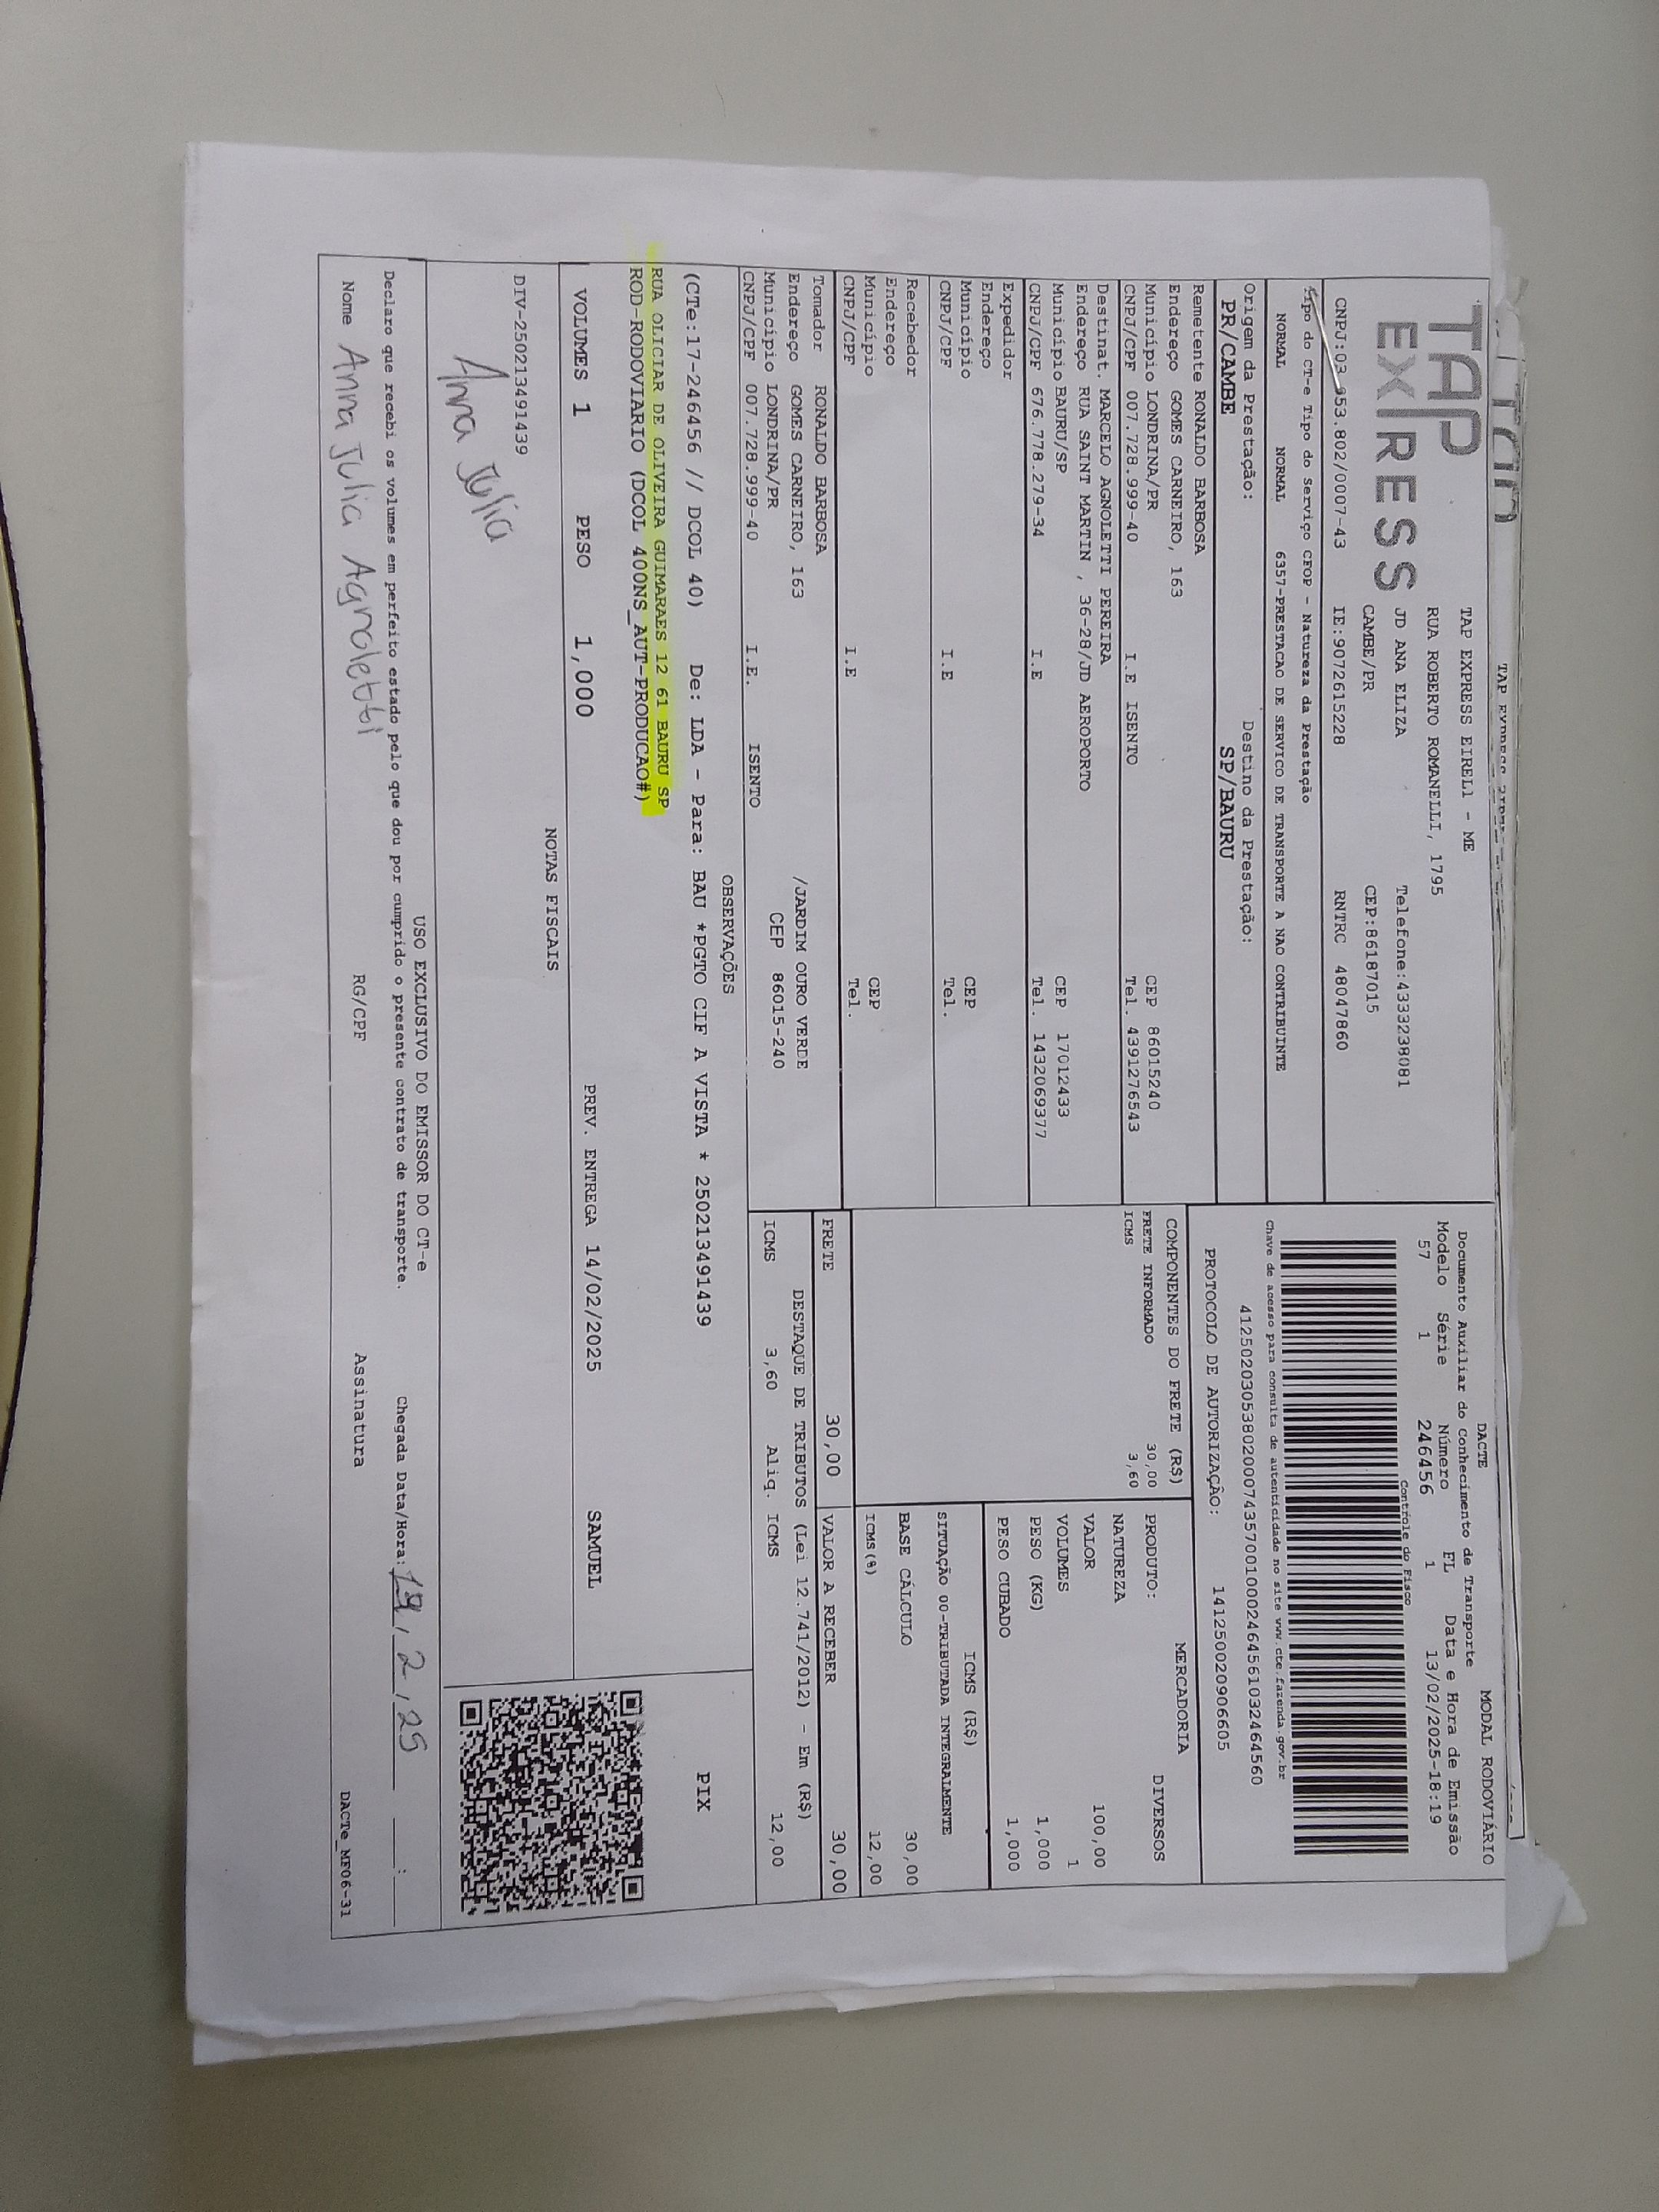 TAP EXPRESS
TAP EXPRESS EIRELI - ME
RUA ROBERTO ROMANELLI, 1795
JD ANA ELIZA Telefone:4333238081
CAMBE/PR CEP:86187015
CNPJ:03.053.802/0007-43 IE:9072615228 RNTRC 48047860
Tipo do CT-e Tipo do Serviço CFOP - Natureza da Prestação
NORMAL NORMAL 6357-PRESTACAO DE SERVICO DE TRANSPORTE A NAO CONTRIBUINTE
Origem da Prestação: Destino da Prestação:
PR/CAMBE SP/BAURU
DACTE MODAL RODOVIÁRIO
Documento Auxiliar do Conhecimento de Transporte
Modelo Série Número FL Data e Hora de Emissão
57 1 246456 1 13/02/2025-18:19
Controle do Fisco
Chave de acesso para consulta de autenticidade no site www.cte.fazenda.gov.br
41250203053802000743570010002464561032464560
PROTOCOLO DE AUTORIZAÇÃO: 141250020906605
Remetente RONALDO BARBOSA
Endereço GOMES CARNEIRO, 163
Município LONDRINA/PR CEP 86015240
CNPJ/CPF 007.728.999-40 I.E ISENTO Tel. 4391276543
Destinat. MARCELO AGNOLETTI PEREIRA
Endereço RUA SAINT MARTIN , 36-28/JD AEROPORTO
Município BAURU/SP CEP 17012433
CNPJ/CPF 676.778.279-34 I.E Tel. 1432069377
Expedidor
Endereço
Município CEP
CNPJ/CPF I.E Tel.
Recebedor
Endereço
Município CEP
CNPJ/CPF I.E Tel.
Tomador RONALDO BARBOSA
Endereço GOMES CARNEIRO, 163 /JARDIM OURO VERDE
Município LONDRINA/PR CEP 86015-240
CNPJ/CPF 007.728.999-40 I.E. ISENTO
COMPONENTES DO FRETE (R$)
FRETE INFORMADO 30,00
ICMS 3,60
MERCADORIA
PRODUTO: DIVERSOS
NATUREZA
VALOR 100,00
VOLUMES 1
PESO (KG) 1,000
PESO CUBADO 1,000
ICMS (R$)
SITUAÇÃO 00-TRIBUTADA INTEGRALMENTE
BASE CÁLCULO 30,00
ICMS(%) 12,00
FRETE 30,00 VALOR A RECEBER 30,00
DESTAQUE DE TRIBUTOS (Lei 12.741/2012) - Em (R$)
ICMS 3,60 Aliq. ICMS 12,00
OBSERVAÇÕES
(CTe:17-246456 // DCOL 40) De: LDA - Para: BAU *PGTO CIF A VISTA * 250213491439
RUA OLICIAR DE OLIVEIRA GUIMARAES 12 61 BAURU SP
ROD-RODOVIARIO (DCOL 400NS_AUT-PRODUCAO#)
PIX
VOLUMES 1 PESO 1,000 PREV. ENTREGA 14/02/2025 SAMUEL
NOTAS FISCAIS
DIV-250213491439
Anna Julia
USO EXCLUSIVO DO EMISSOR DO CT-e
Declaro que recebi os volumes em perfeito estado pelo que dou por cumprido o presente contrato de transporte. Chegada Data/Hora: / 2 / 25 :
Nome Anna Julia Agnoletti RG/CPF Assinatura
DACTe_MF06-31